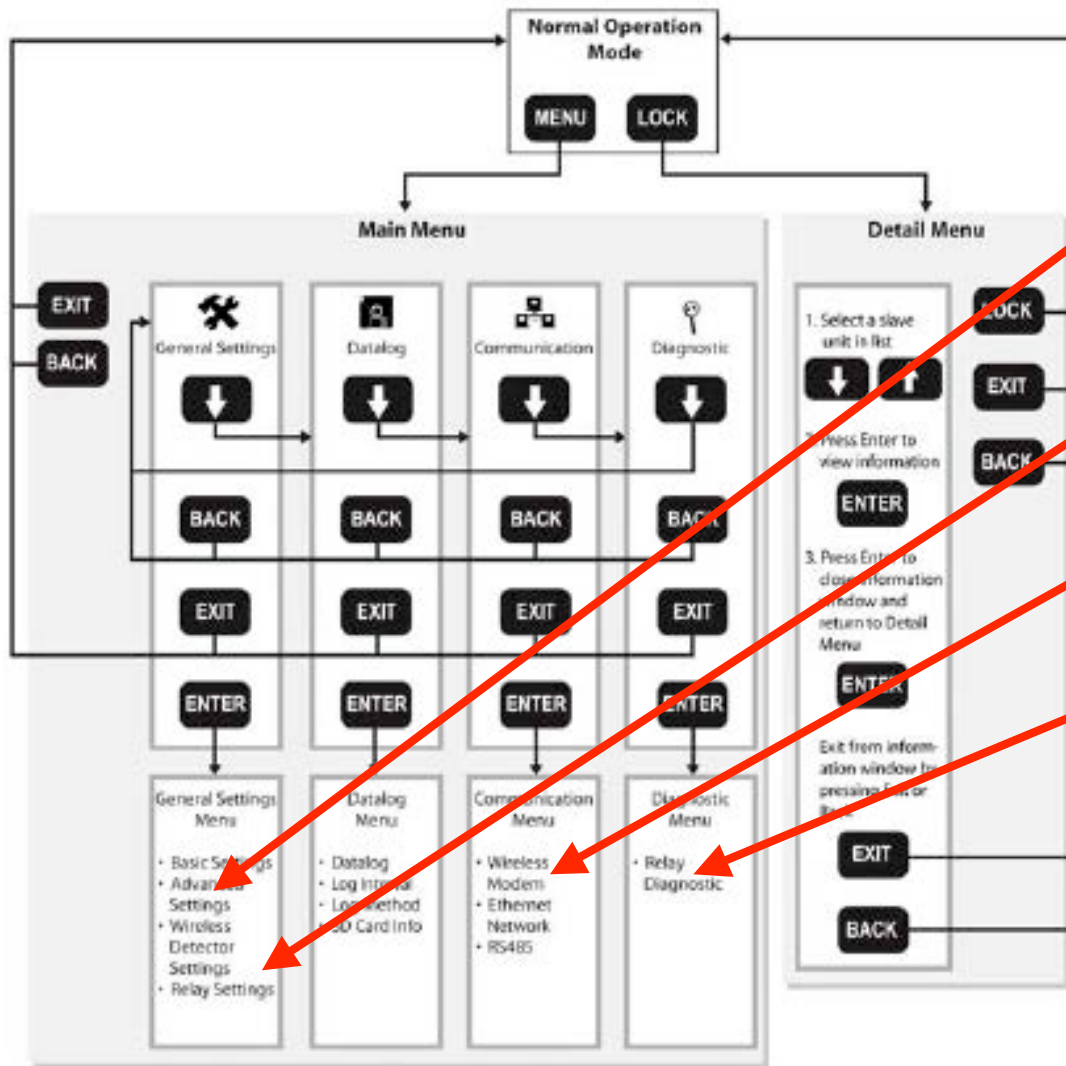 Normal Operation
Mode
MENU
LOCK
Main Menu
EXIT
BACK
General Settings
BACK
EXIT
ENTER
General Settings
Menu
• Basic Settings
• Advanced
Settings
• Wireless
Detector
Settings
• Relay Settings
Datalog
BACK
EXIT
ENTER
Datalog
Menu
• Datalog
• Log Interval
• Log Method
• SD Card Info
Communication
BACK
EXIT
ENTER
Communication
Menu
• Wireless
Modem
• Ethernet
Network
• RS485
Diagnostic
BACK
EXIT
ENTER
Diagnostic
Menu
• Relay
Diagnostic
Detail Menu
1. Select a slave
unit in list
2. Press Enter to
view information
ENTER
3. Press Enter to
close information
window and
return to Detail
Menu
ENTER
Exit from inform-
ation window by
pressing Exit or
Back
EXIT
BACK
LOCK
EXIT
BACK